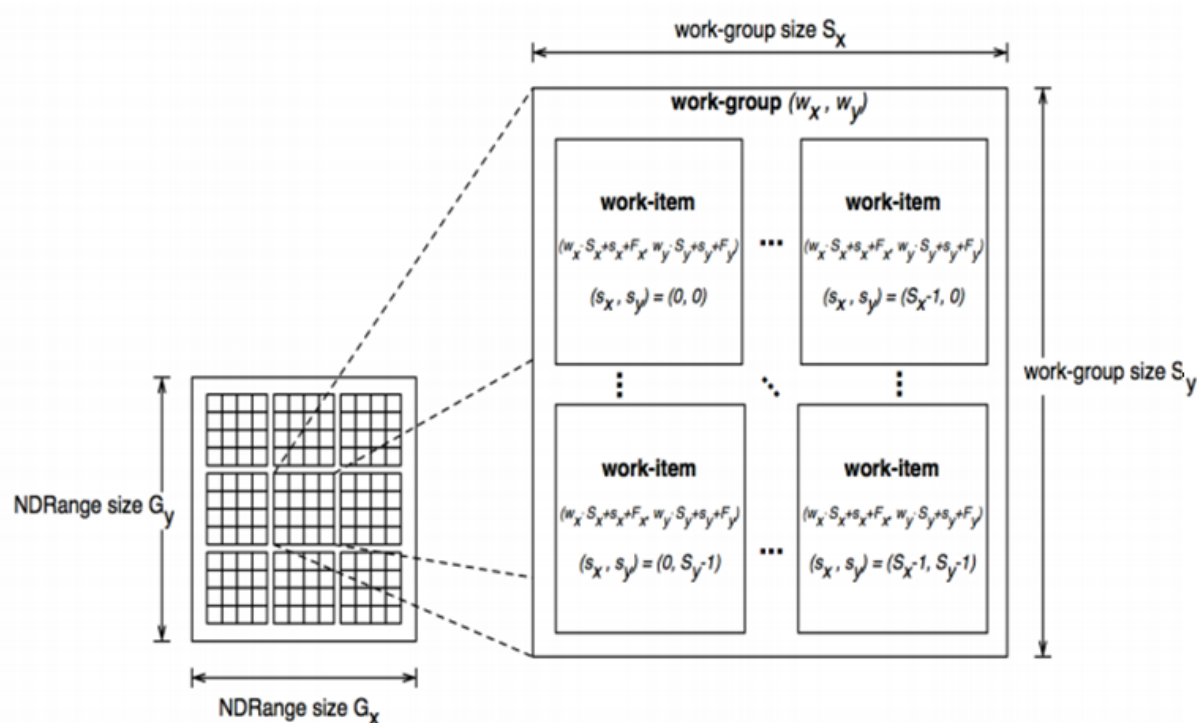 work-group size Sx
work-group (wx , wy)
work-item
(wx·Sx+sx+Fx, wy·Sy+sy+Fy)
(sx , sy) = (0, 0)
...
work-item
(wx·Sx+sx+Fx, wy·Sy+sy+Fy)
(sx , sy) = (Sx-1, 0)
work-group size Sy
work-item
(wx·Sx+sx+Fx, wy·Sy+sy+Fy)
(sx , sy) = (0, Sy-1)
...
work-item
(wx·Sx+sx+Fx, wy·Sy+sy+Fy)
(sx , sy) = (Sx-1, Sy-1)
NDRange size Gy
NDRange size Gx